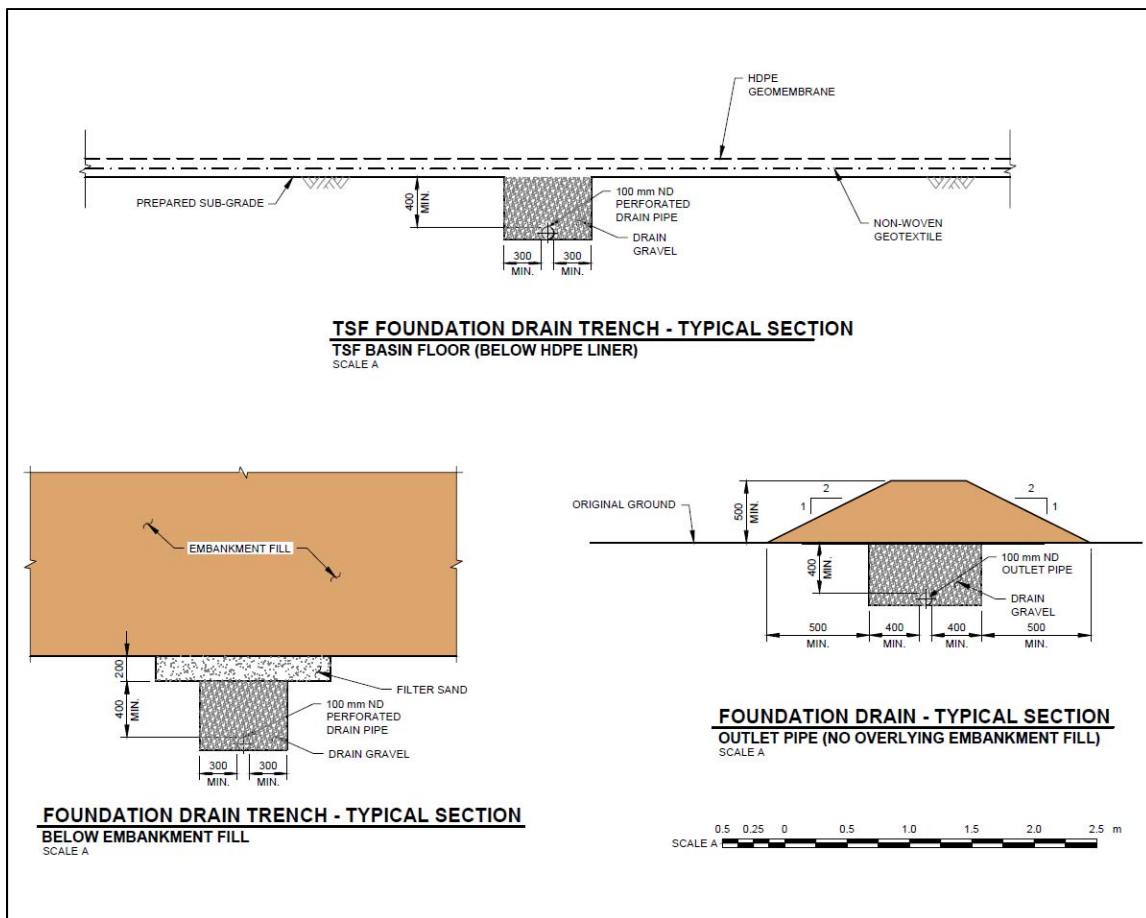 HDPE
GEOMEMBRANE
PREPARED SUB-GRADE
400
MIN.
100 mm ND
PERFORATED
DRAIN PIPE
DRAIN
GRAVEL
NON-WOVEN
GEOTEXTILE
300
MIN.
300
MIN.
TSF FOUNDATION DRAIN TRENCH - TYPICAL SECTION
TSF BASIN FLOOR (BELOW HDPE LINER)
SCALE A
EMBANKMENT FILL
200
400
MIN.
FILTER SAND
100 mm ND
PERFORATED
DRAIN PIPE
DRAIN GRAVEL
300
MIN.
300
MIN.
FOUNDATION DRAIN TRENCH - TYPICAL SECTION
BELOW EMBANKMENT FILL
SCALE A
ORIGINAL GROUND
500
MIN.
2
1
2
1
400
MIN.
100 mm ND
OUTLET PIPE
DRAIN
GRAVEL
500
MIN.
400
MIN.
400
MIN.
500
MIN.
FOUNDATION DRAIN - TYPICAL SECTION
OUTLET PIPE (NO OVERLYING EMBANKMENT FILL)
SCALE A
SCALE A 0.5 0.25 0 0.5 1.0 1.5 2.0 2.5 m